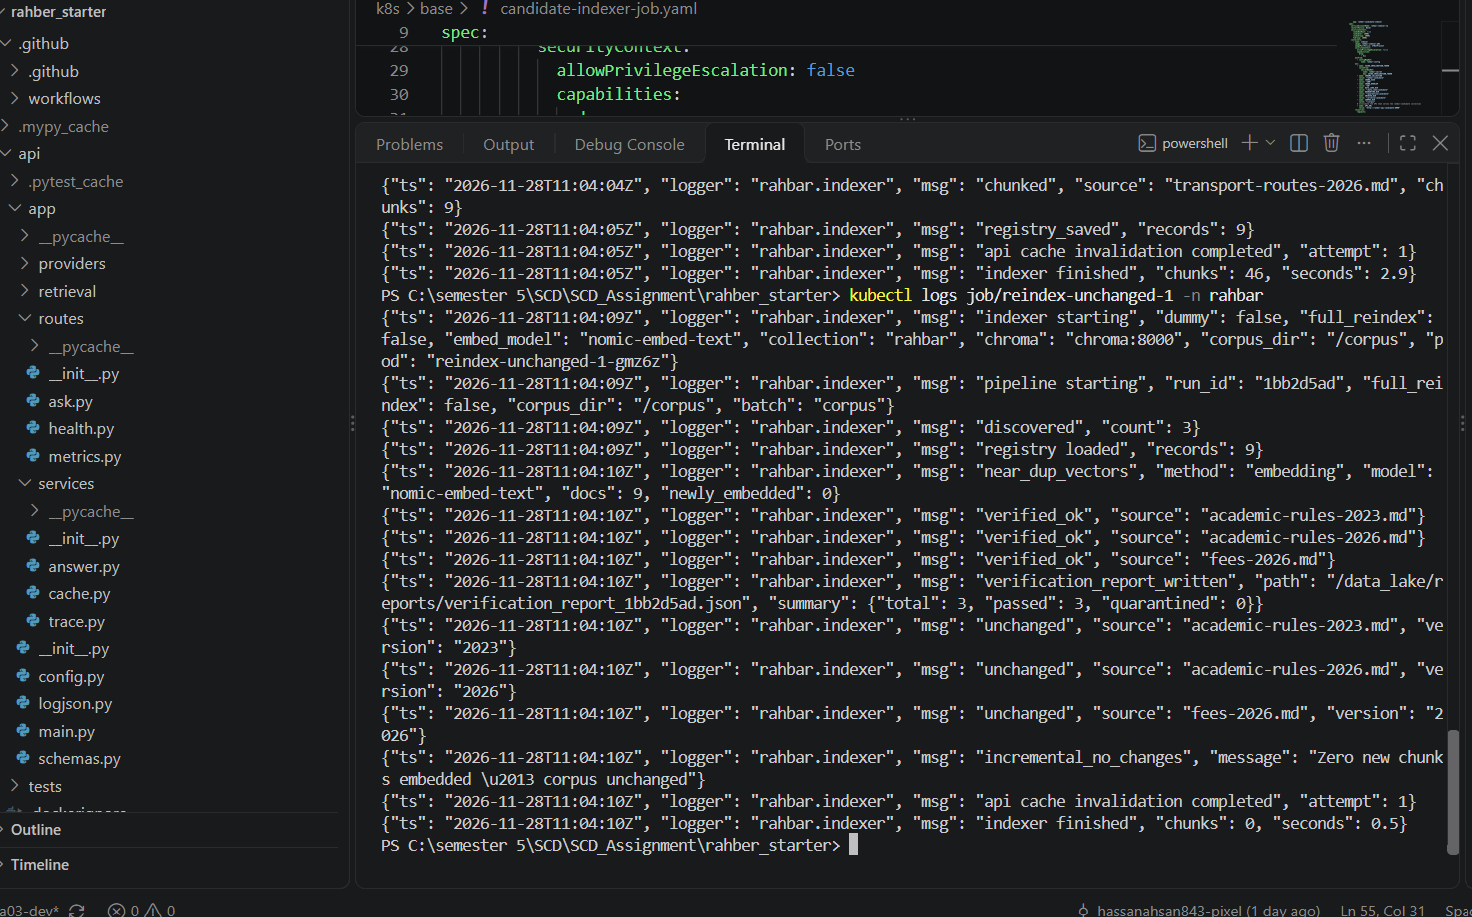 rahber_starter
.github
.github
workflows
.mypy_cache
api
.pytest_cache
app
__pycache__
providers
retrieval
routes
__pycache__
__init__.py
ask.py
health.py
metrics.py
services
__pycache__
__init__.py
answer.py
cache.py
trace.py
__init__.py
config.py
logjson.py
main.py
schemas.py
tests
Outline
Timeline
k8s > base > ! candidate-indexer-job.yaml
9 spec:
28 securityContext:
29 allowPrivilegeEscalation: false
30 capabilities:
31
Problems Output Debug Console Terminal Ports powershell
{"ts": "2026-11-28T11:04:04Z", "logger": "rahbar.indexer", "msg": "chunked", "source": "transport-routes-2026.md", "ch
unks": 9}
{"ts": "2026-11-28T11:04:05Z", "logger": "rahbar.indexer", "msg": "registry_saved", "records": 9}
{"ts": "2026-11-28T11:04:05Z", "logger": "rahbar.indexer", "msg": "api cache invalidation completed", "attempt": 1}
{"ts": "2026-11-28T11:04:05Z", "logger": "rahbar.indexer", "msg": "indexer finished", "chunks": 46, "seconds": 2.9}
PS C:\semester 5\SCD\SCD_Assignment\rahber_starter> kubectl logs job/reindex-unchanged-1 -n rahbar
{"ts": "2026-11-28T11:04:09Z", "logger": "rahbar.indexer", "msg": "indexer starting", "dummy": false, "full_reindex":
false, "embed_model": "nomic-embed-text", "collection": "rahbar", "chroma": "chroma:8000", "corpus_dir": "/corpus", "p
od": "reindex-unchanged-1-gmz6z"}
{"ts": "2026-11-28T11:04:09Z", "logger": "rahbar.indexer", "msg": "pipeline starting", "run_id": "1bb2d5ad", "full_rei
ndex": false, "corpus_dir": "/corpus", "batch": "corpus"}
{"ts": "2026-11-28T11:04:09Z", "logger": "rahbar.indexer", "msg": "discovered", "count": 3}
{"ts": "2026-11-28T11:04:09Z", "logger": "rahbar.indexer", "msg": "registry loaded", "records": 9}
{"ts": "2026-11-28T11:04:10Z", "logger": "rahbar.indexer", "msg": "near_dup_vectors", "method": "embedding", "model":
"nomic-embed-text", "docs": 9, "newly_embedded": 0}
{"ts": "2026-11-28T11:04:10Z", "logger": "rahbar.indexer", "msg": "verified_ok", "source": "academic-rules-2023.md"}
{"ts": "2026-11-28T11:04:10Z", "logger": "rahbar.indexer", "msg": "verified_ok", "source": "academic-rules-2026.md"}
{"ts": "2026-11-28T11:04:10Z", "logger": "rahbar.indexer", "msg": "verified_ok", "source": "fees-2026.md"}
{"ts": "2026-11-28T11:04:10Z", "logger": "rahbar.indexer", "msg": "verification_report_written", "path": "/data_lake/r
eports/verification_report_1bb2d5ad.json", "summary": {"total": 3, "passed": 3, "quarantined": 0}}
{"ts": "2026-11-28T11:04:10Z", "logger": "rahbar.indexer", "msg": "unchanged", "source": "academic-rules-2023.md", "ve
rsion": "2023"}
{"ts": "2026-11-28T11:04:10Z", "logger": "rahbar.indexer", "msg": "unchanged", "source": "academic-rules-2026.md", "ve
rsion": "2026"}
{"ts": "2026-11-28T11:04:10Z", "logger": "rahbar.indexer", "msg": "unchanged", "source": "fees-2026.md", "version": "2
026"}
{"ts": "2026-11-28T11:04:10Z", "logger": "rahbar.indexer", "msg": "incremental_no_changes", "message": "Zero new chunk
s embedded \u2013 corpus unchanged"}
{"ts": "2026-11-28T11:04:10Z", "logger": "rahbar.indexer", "msg": "api cache invalidation completed", "attempt": 1}
{"ts": "2026-11-28T11:04:10Z", "logger": "rahbar.indexer", "msg": "indexer finished", "chunks": 0, "seconds": 0.5}
PS C:\semester 5\SCD\SCD_Assignment\rahber_starter>
a03-dev* 0 0 hassanahsan843-pixel (1 day ago) Ln 55, Col 31 Spac